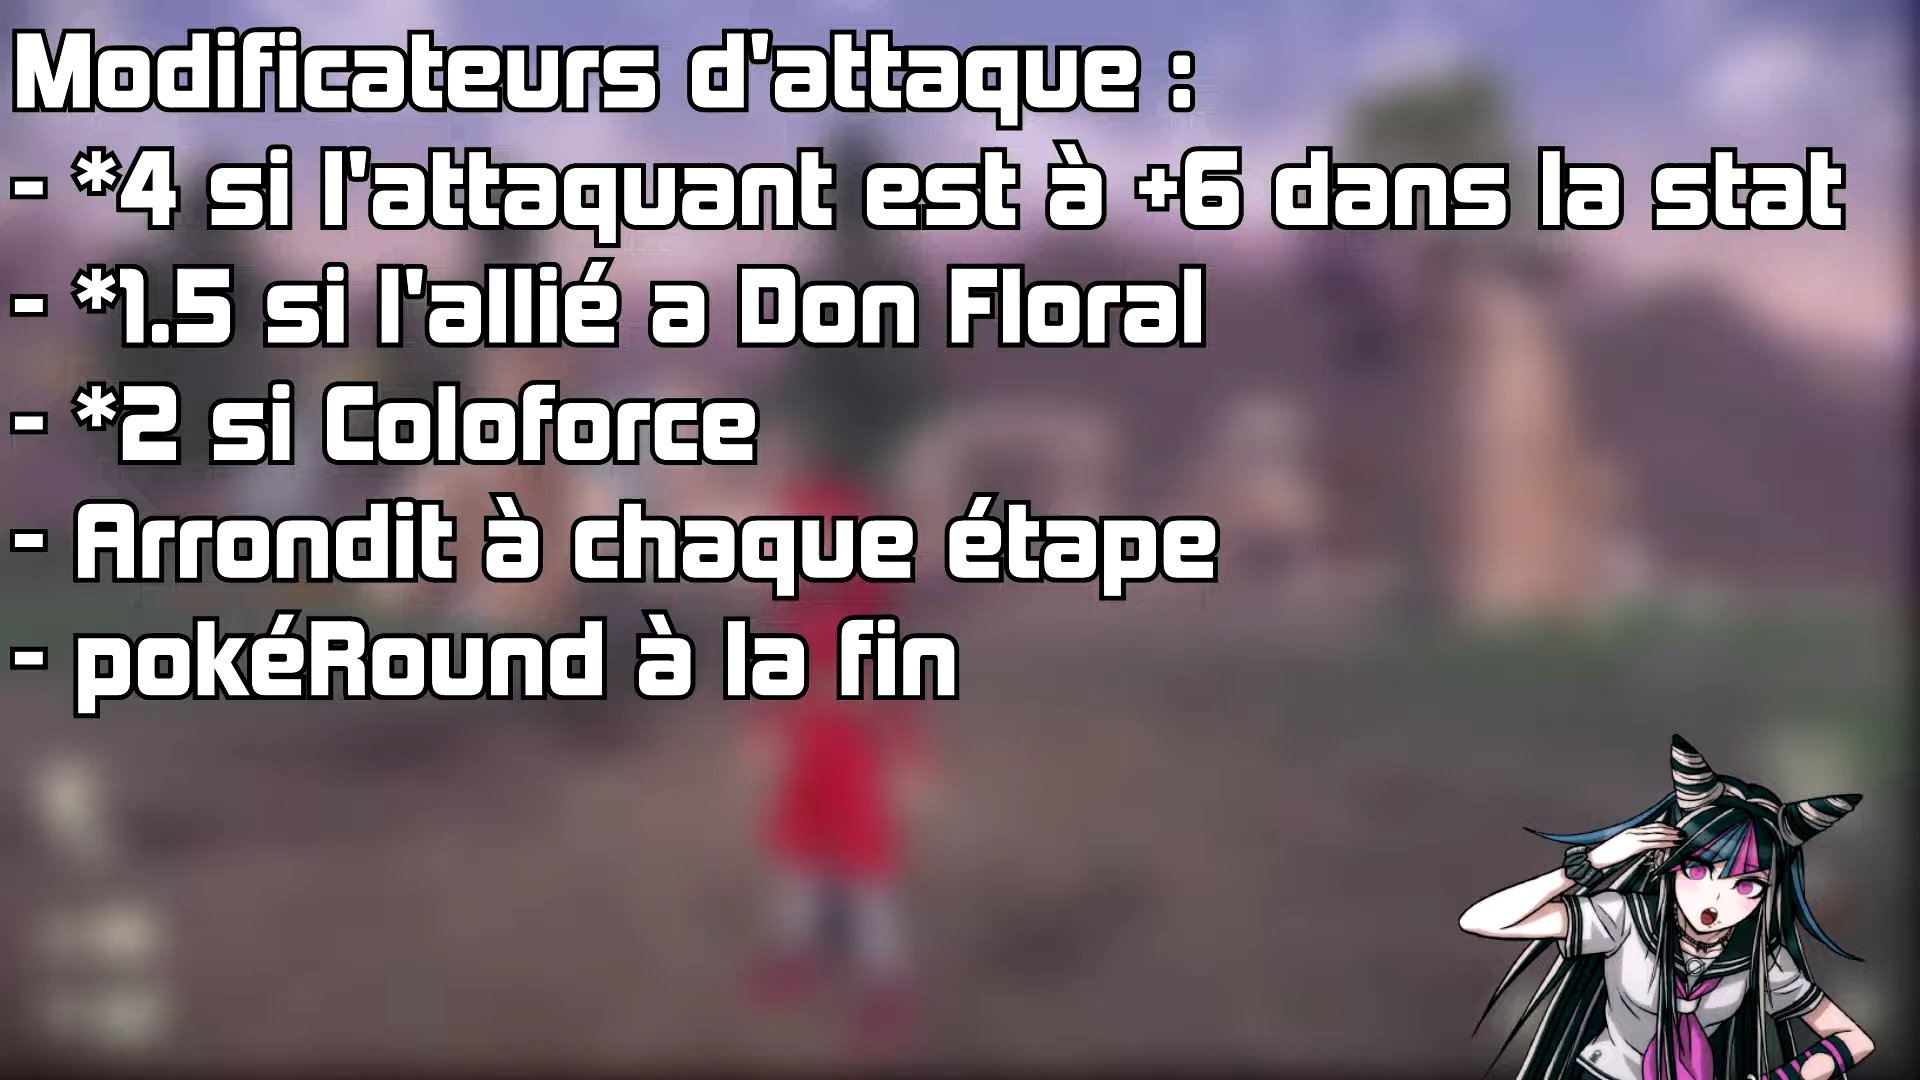 Modificateurs d'attaque :
- *4 si l'attaquant est à +6 dans la stat
- *1.5 si l'allié a Don Floral
- *2 si Coloforce
- Arrondit à chaque étape
- pokéRound à la fin